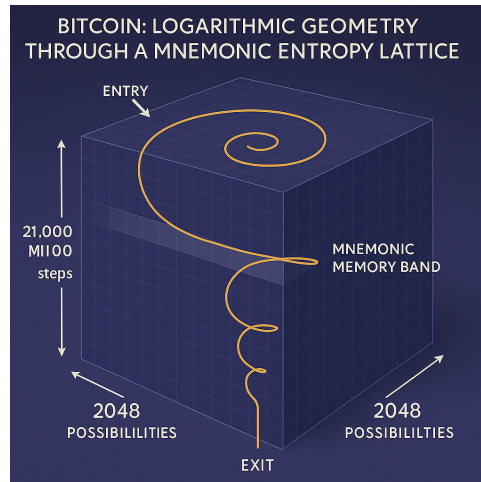 BITCOIN: LOGARITHMIC GEOMETRY
THROUGH A MNEMONIC ENTROPY LATTICE
ENTRY
21,000
MII100
steps
MNEMONIC
MEMORY BAND
2048
POSSIBILILITIES
2048
POSSIBILILTIES
EXIT